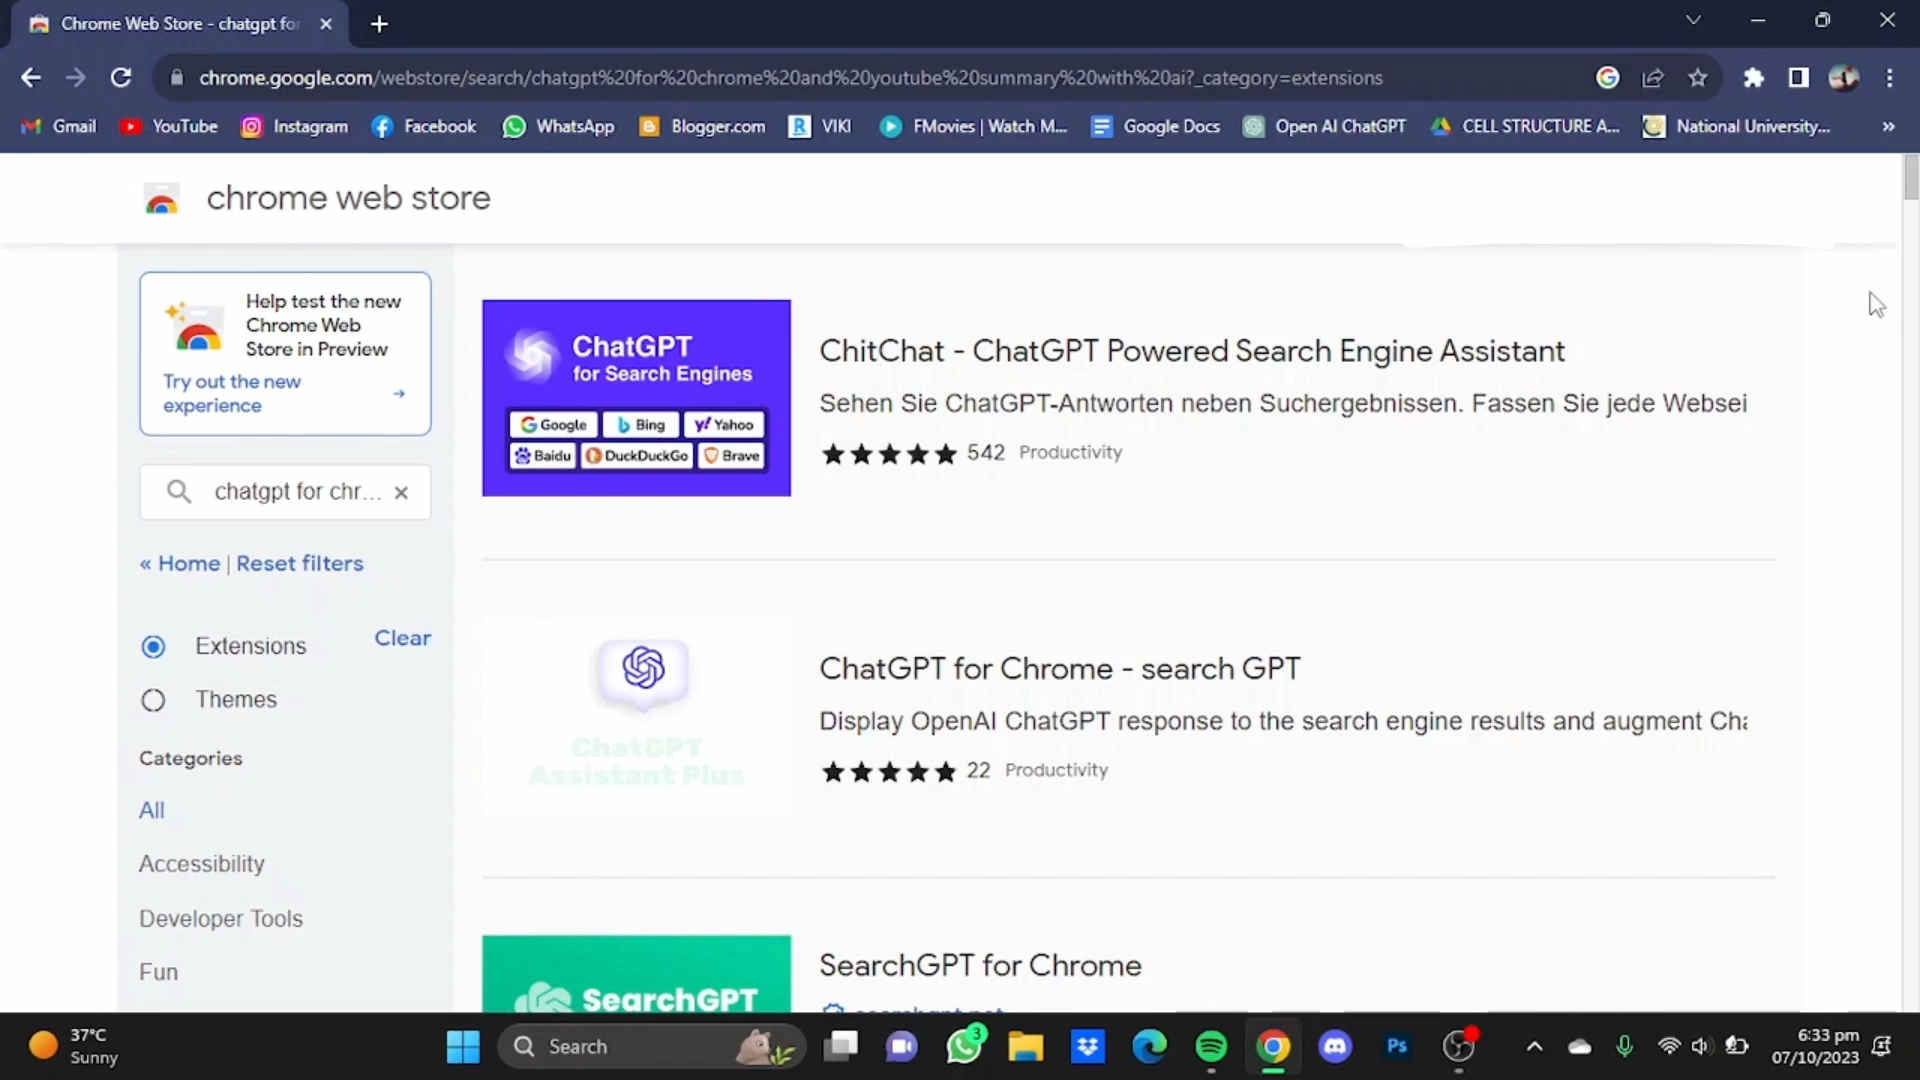 Chrome Web Store - chatgpt for
chrome.google.com/webstore/search/chatgpt%20for%20chrome%20and%20youtube%20summary%20with%20ai?_category=extensions
Gmail YouTube Instagram Facebook WhatsApp Blogger.com VIKI FMovies | Watch M... Google Docs Open AI ChatGPT CELL STRUCTURE A... National University... »
chrome web store
Help test the new
Chrome Web
Store in Preview
Try out the new
experience
chatgpt for chr...
« Home | Reset filters
Extensions Clear
Themes
Categories
All
Accessibility
Developer Tools
Fun
ChatGPT
for Search Engines
Google Bing Yahoo
Baidu DuckDuckGo Brave
ChitChat - ChatGPT Powered Search Engine Assistant
Sehen Sie ChatGPT-Antworten neben Suchergebnissen. Fassen Sie jede Websei
542 Productivity
ChatGPT
Assistant Plus
ChatGPT for Chrome - search GPT
Display OpenAI ChatGPT response to the search engine results and augment Cha
22 Productivity
SearchGPT
SearchGPT for Chrome
37°C
Sunny
Search
3
Ps
6:33 pm
07/10/2023